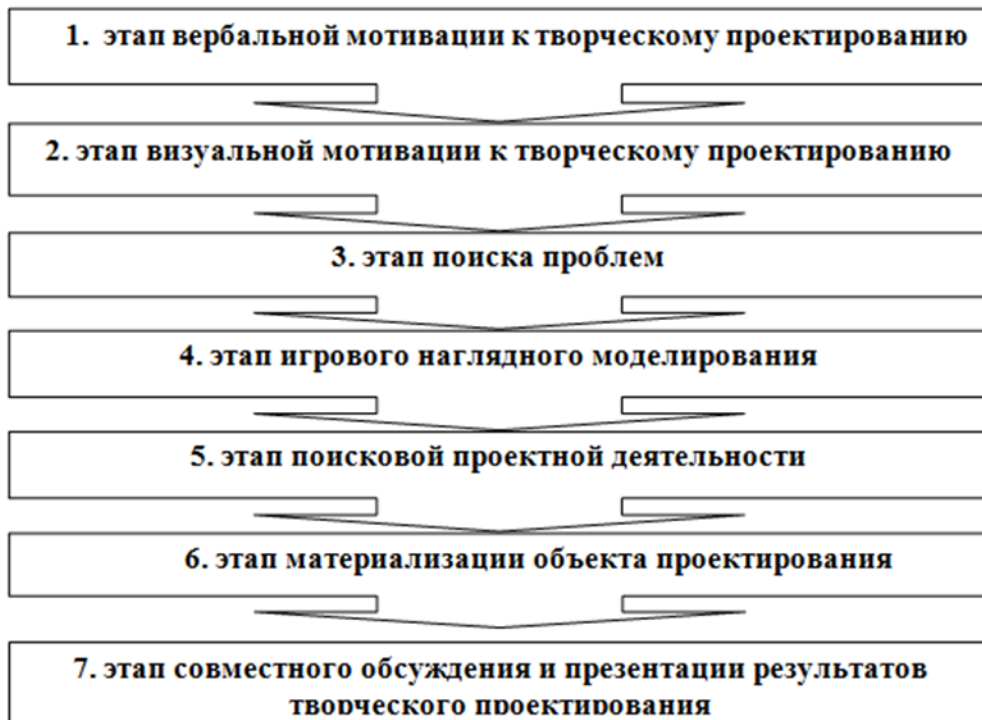 1. этап вербальной мотивации к творческому проектированию
2. этап визуальной мотивации к творческому проектированию
3. этап поиска проблем
4. этап игрового наглядного моделирования
5. этап поисковой проектной деятельности
6. этап материализации объекта проектирования
7. этап совместного обсуждения и презентации результатов
творческого проектирования